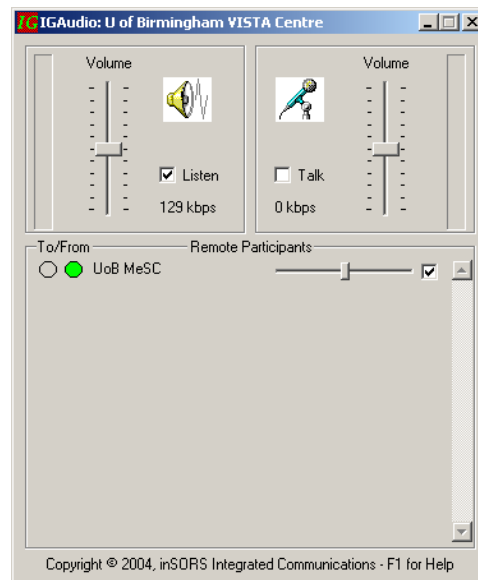 IG IGAudio: U of Birmingham VISTA Centre
Volume
Listen
129 kbps
Volume
Talk
0 kbps
To/From Remote Participants
UoB MeSC
Copyright © 2004, inSORS Integrated Communications - F1 for Help